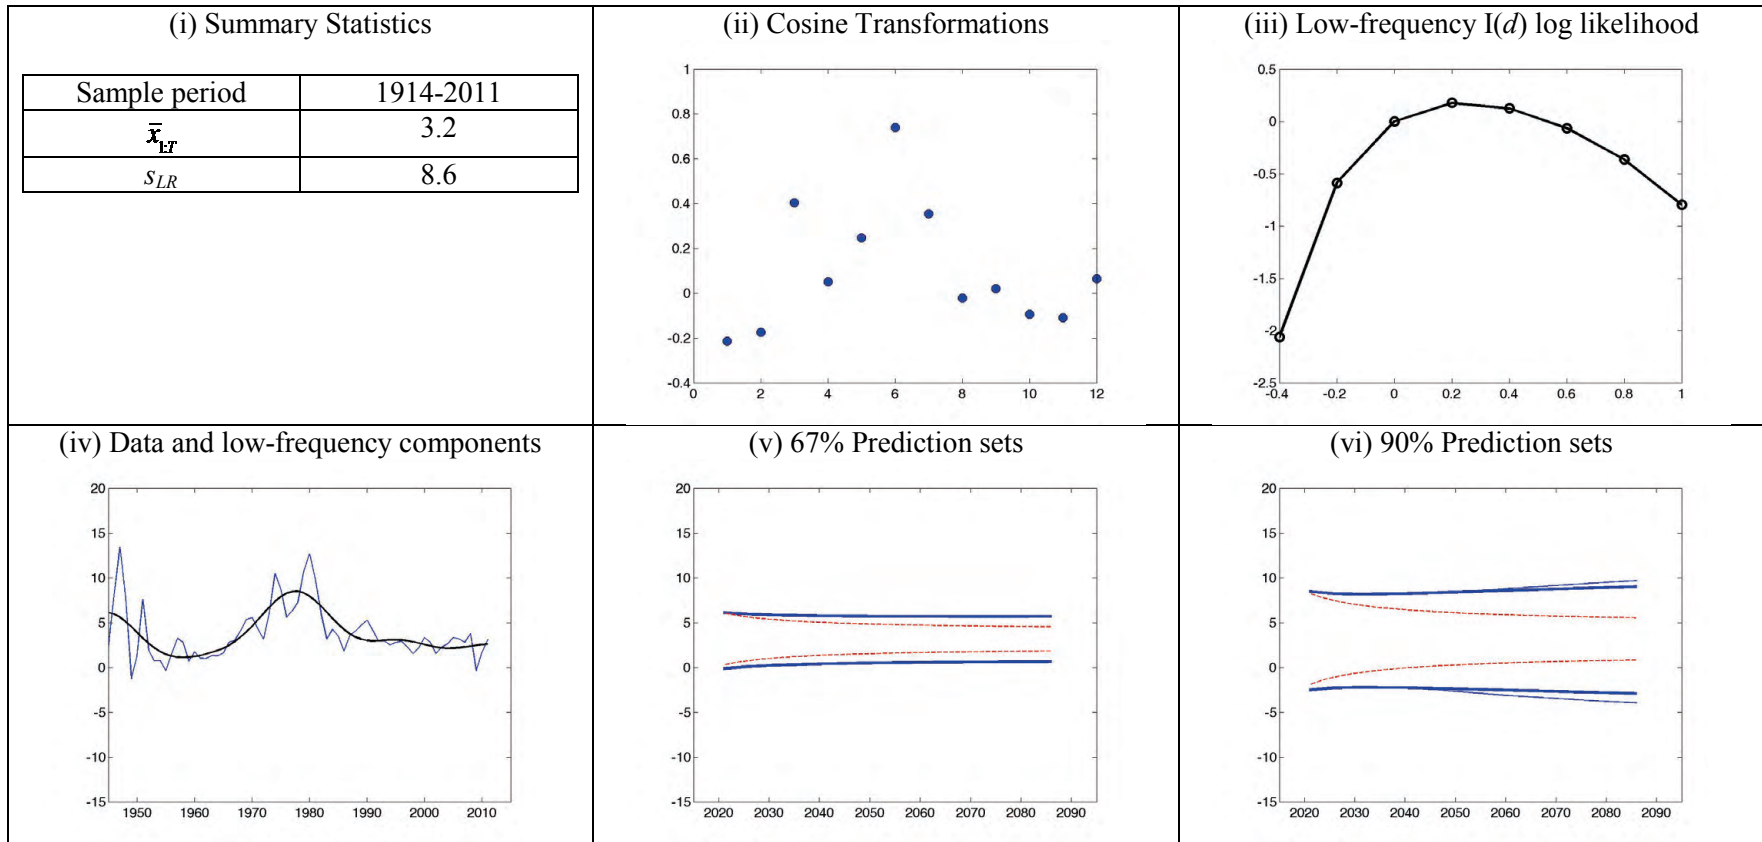 (i) Summary Statistics
Sample period 1914-2011
x̄1:T 3.2
sLR 8.6
(ii) Cosine Transformations
1
0.8
0.6
0.4
0.2
0
-0.2
-0.4
0 2 4 6 8 10 12
(iii) Low-frequency I(d) log likelihood
0.5
0
-0.5
-1
-1.5
-2
-2.5
-0.4 -0.2 0 0.2 0.4 0.6 0.8 1
(iv) Data and low-frequency components
20
15
10
5
0
-5
-10
-15
1950 1960 1970 1980 1990 2000 2010
(v) 67% Prediction sets
20
15
10
5
0
-5
-10
-15
2020 2030 2040 2050 2060 2070 2080 2090
(vi) 90% Prediction sets
20
15
10
5
0
-5
-10
-15
2020 2030 2040 2050 2060 2070 2080 2090